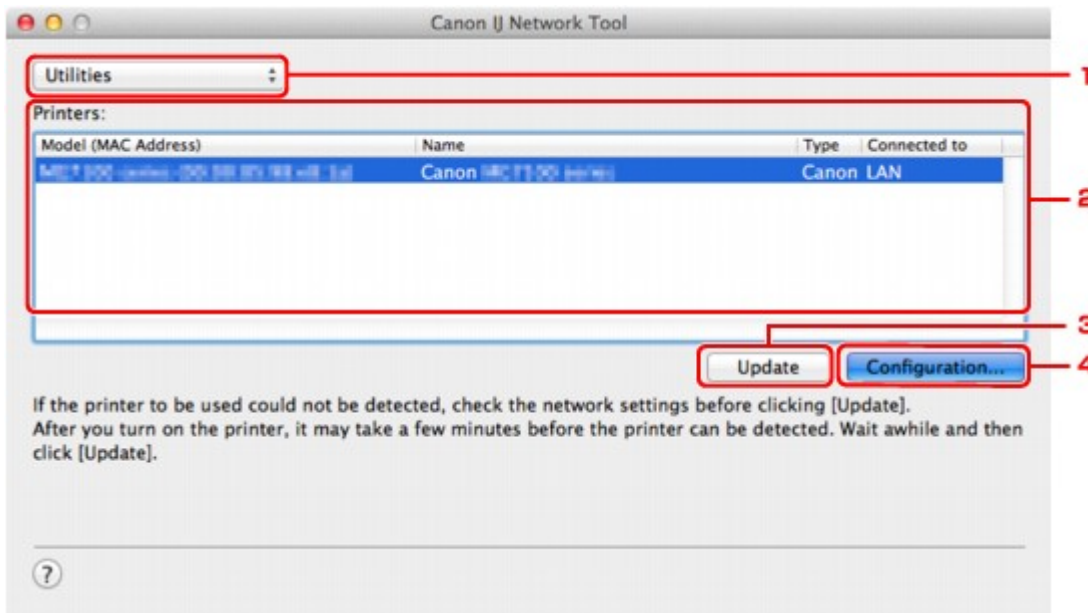 Canon IJ Network Tool
Utilities
1
Printers:
Model (MAC Address) Name Type Connected to
Canon Canon LAN
2
3
Update Configuration...
4
If the printer to be used could not be detected, check the network settings before clicking [Update].
After you turn on the printer, it may take a few minutes before the printer can be detected. Wait awhile and then
click [Update].
?